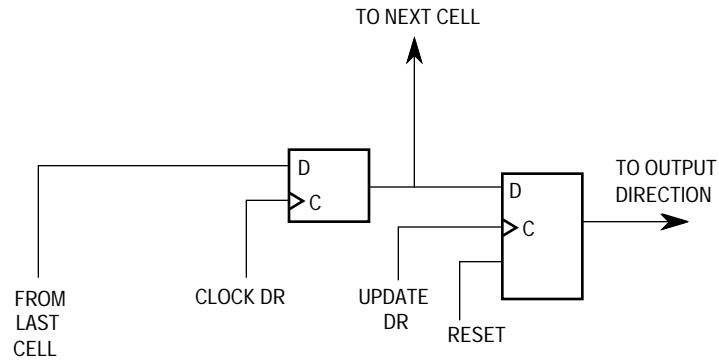 TO NEXT CELL
D
C
TO OUTPUT
DIRECTION
D
C
FROM
LAST
CELL
CLOCK DR
UPDATE
DR
RESET